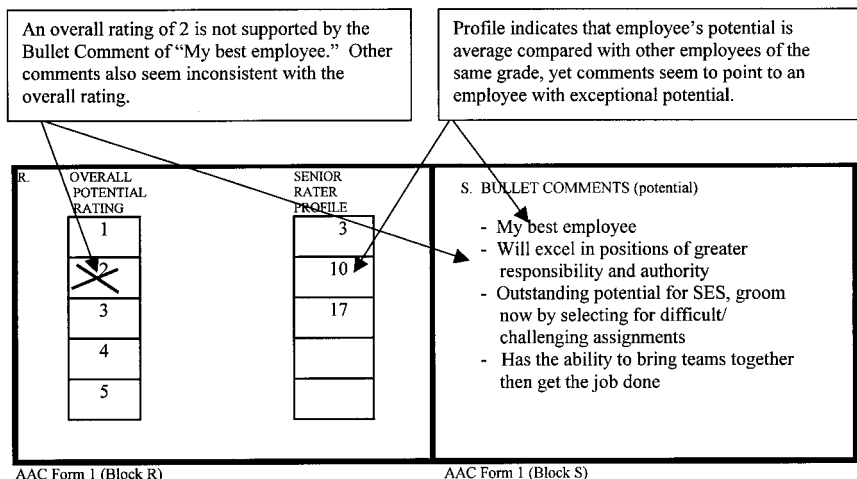 An overall rating of 2 is not supported by the
Bullet Comment of “My best employee.” Other
comments also seem inconsistent with the
overall rating.
Profile indicates that employee’s potential is
average compared with other employees of the
same grade, yet comments seem to point to an
employee with exceptional potential.
R.
OVERALL
POTENTIAL
RATING
1
2
3
4
5
SENIOR
RATER
PROFILE
3
10
17
S. BULLET COMMENTS (potential)
- My best employee
- Will excel in positions of greater
responsibility and authority
- Outstanding potential for SES, groom
now by selecting for difficult/
challenging assignments
- Has the ability to bring teams together
then get the job done
AAC Form 1 (Block R)
AAC Form 1 (Block S)